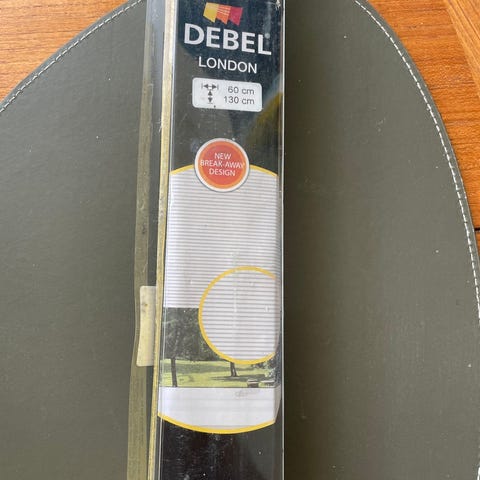 DEBEL®
LONDON
60 cm
130 cm
NEW
BREAK-AWAY
DESIGN